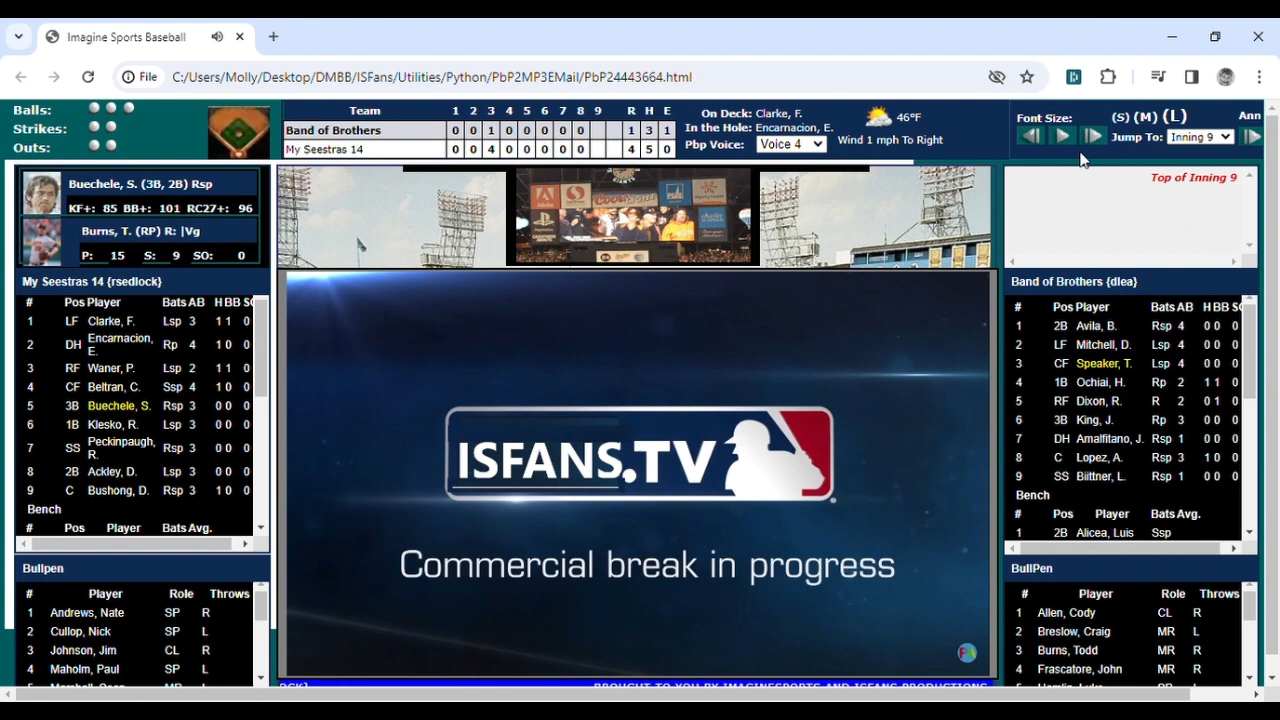 Imagine Sports Baseball
File
C:/Users/Molly/Desktop/DMBB/ISFans/Utilities/Python/PbP2MP3EMail/PbP24443664.html
Balls:
Strikes:
Outs:
Team 1 2 3 4 5 6 7 8 9 R H E
Band of Brothers 0 0 1 0 0 0 0 0 1 3 1
My Seestras 14 0 0 4 0 0 0 0 0 4 5 0
On Deck: Clarke, F.
In the Hole: Encarnacion, E.
Pbp Voice: Voice 4
46°F
Wind 1 mph To Right
Font Size: (S) (M) (L) Ann
Jump To: Inning 9
Buechele, S. (3B, 2B) Rsp
KF+: 85 BB+: 101 RC27+: 96
Burns, T. (RP) R: |Vg
P: 15 S: 9 SO: 0
Top of Inning 9
My Seestras 14 {rsedlock}
# Pos Player Bats AB H BB SO
1 LF Clarke, F. Lsp 3 1 1 0
2 DH Encarnacion, E. Rp 4 1 0 0
3 RF Waner, P. Lsp 2 1 1 0
4 CF Beltran, C. Ssp 4 1 0 0
5 3B Buechele, S. Rsp 3 0 0 0
6 1B Klesko, R. Lsp 3 0 0 0
7 SS Peckinpaugh, R. Rsp 3 0 0 0
8 2B Ackley, D. Lsp 3 0 0 0
9 C Bushong, D. Rsp 3 1 0 0
Bench
# Pos Player Bats Avg.
Bullpen
# Player Role Throws
1 Andrews, Nate SP R
2 Cullop, Nick SP L
3 Johnson, Jim CL R
4 Maholm, Paul SP L
ISFANS.TV
Commercial break in progress
BROUGHT TO YOU BY IMAGINESPORTS AND ISFANS PRODUCTIONS
Band of Brothers {dlea}
# Pos Player Bats AB H BB SO
1 2B Avila, B. Rsp 4 0 0 0
2 LF Mitchell, D. Lsp 4 0 0 0
3 CF Speaker, T. Lsp 4 0 0 0
4 1B Ochiai, H. Rp 2 1 1 0
5 RF Dixon, R. R 2 0 1 0
6 3B King, J. Rp 3 0 0 0
7 DH Amalfitano, J. Rsp 1 0 0 0
8 C Lopez, A. Rsp 3 1 0 0
9 SS Biittner, L. Rsp 1 0 0 0
Bench
# Pos Player Bats Avg.
1 2B Alicea, Luis Ssp
BullPen
# Player Role Throws
1 Allen, Cody CL R
2 Breslow, Craig MR L
3 Burns, Todd MR R
4 Frascatore, John MR R